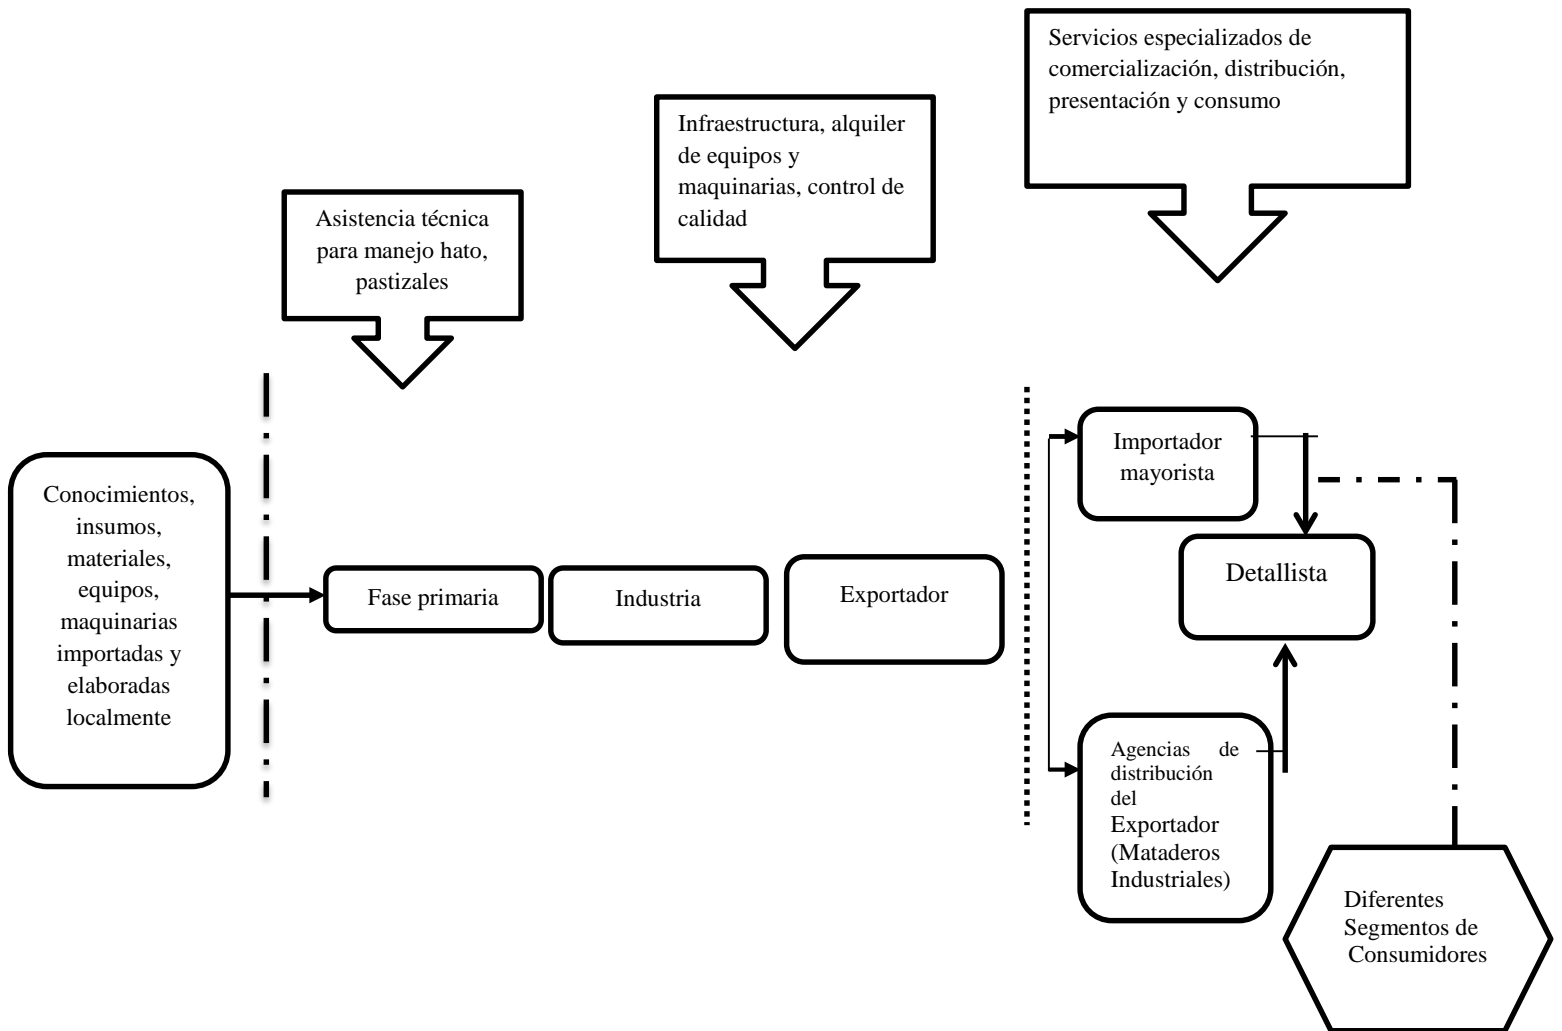 Servicios especializados de
comercialización, distribución,
presentación y consumo
Infraestructura, alquiler
de equipos y
maquinarias, control de
calidad
Asistencia técnica
para manejo hato,
pastizales
Conocimientos,
insumos,
materiales,
equipos,
maquinarias
importadas y
elaboradas
localmente
Fase primaria
Industria
Exportador
Importador
mayorista
Detallista
Agencias de
distribución
del
Exportador
(Mataderos
Industriales)
Diferentes
Segmentos de
Consumidores